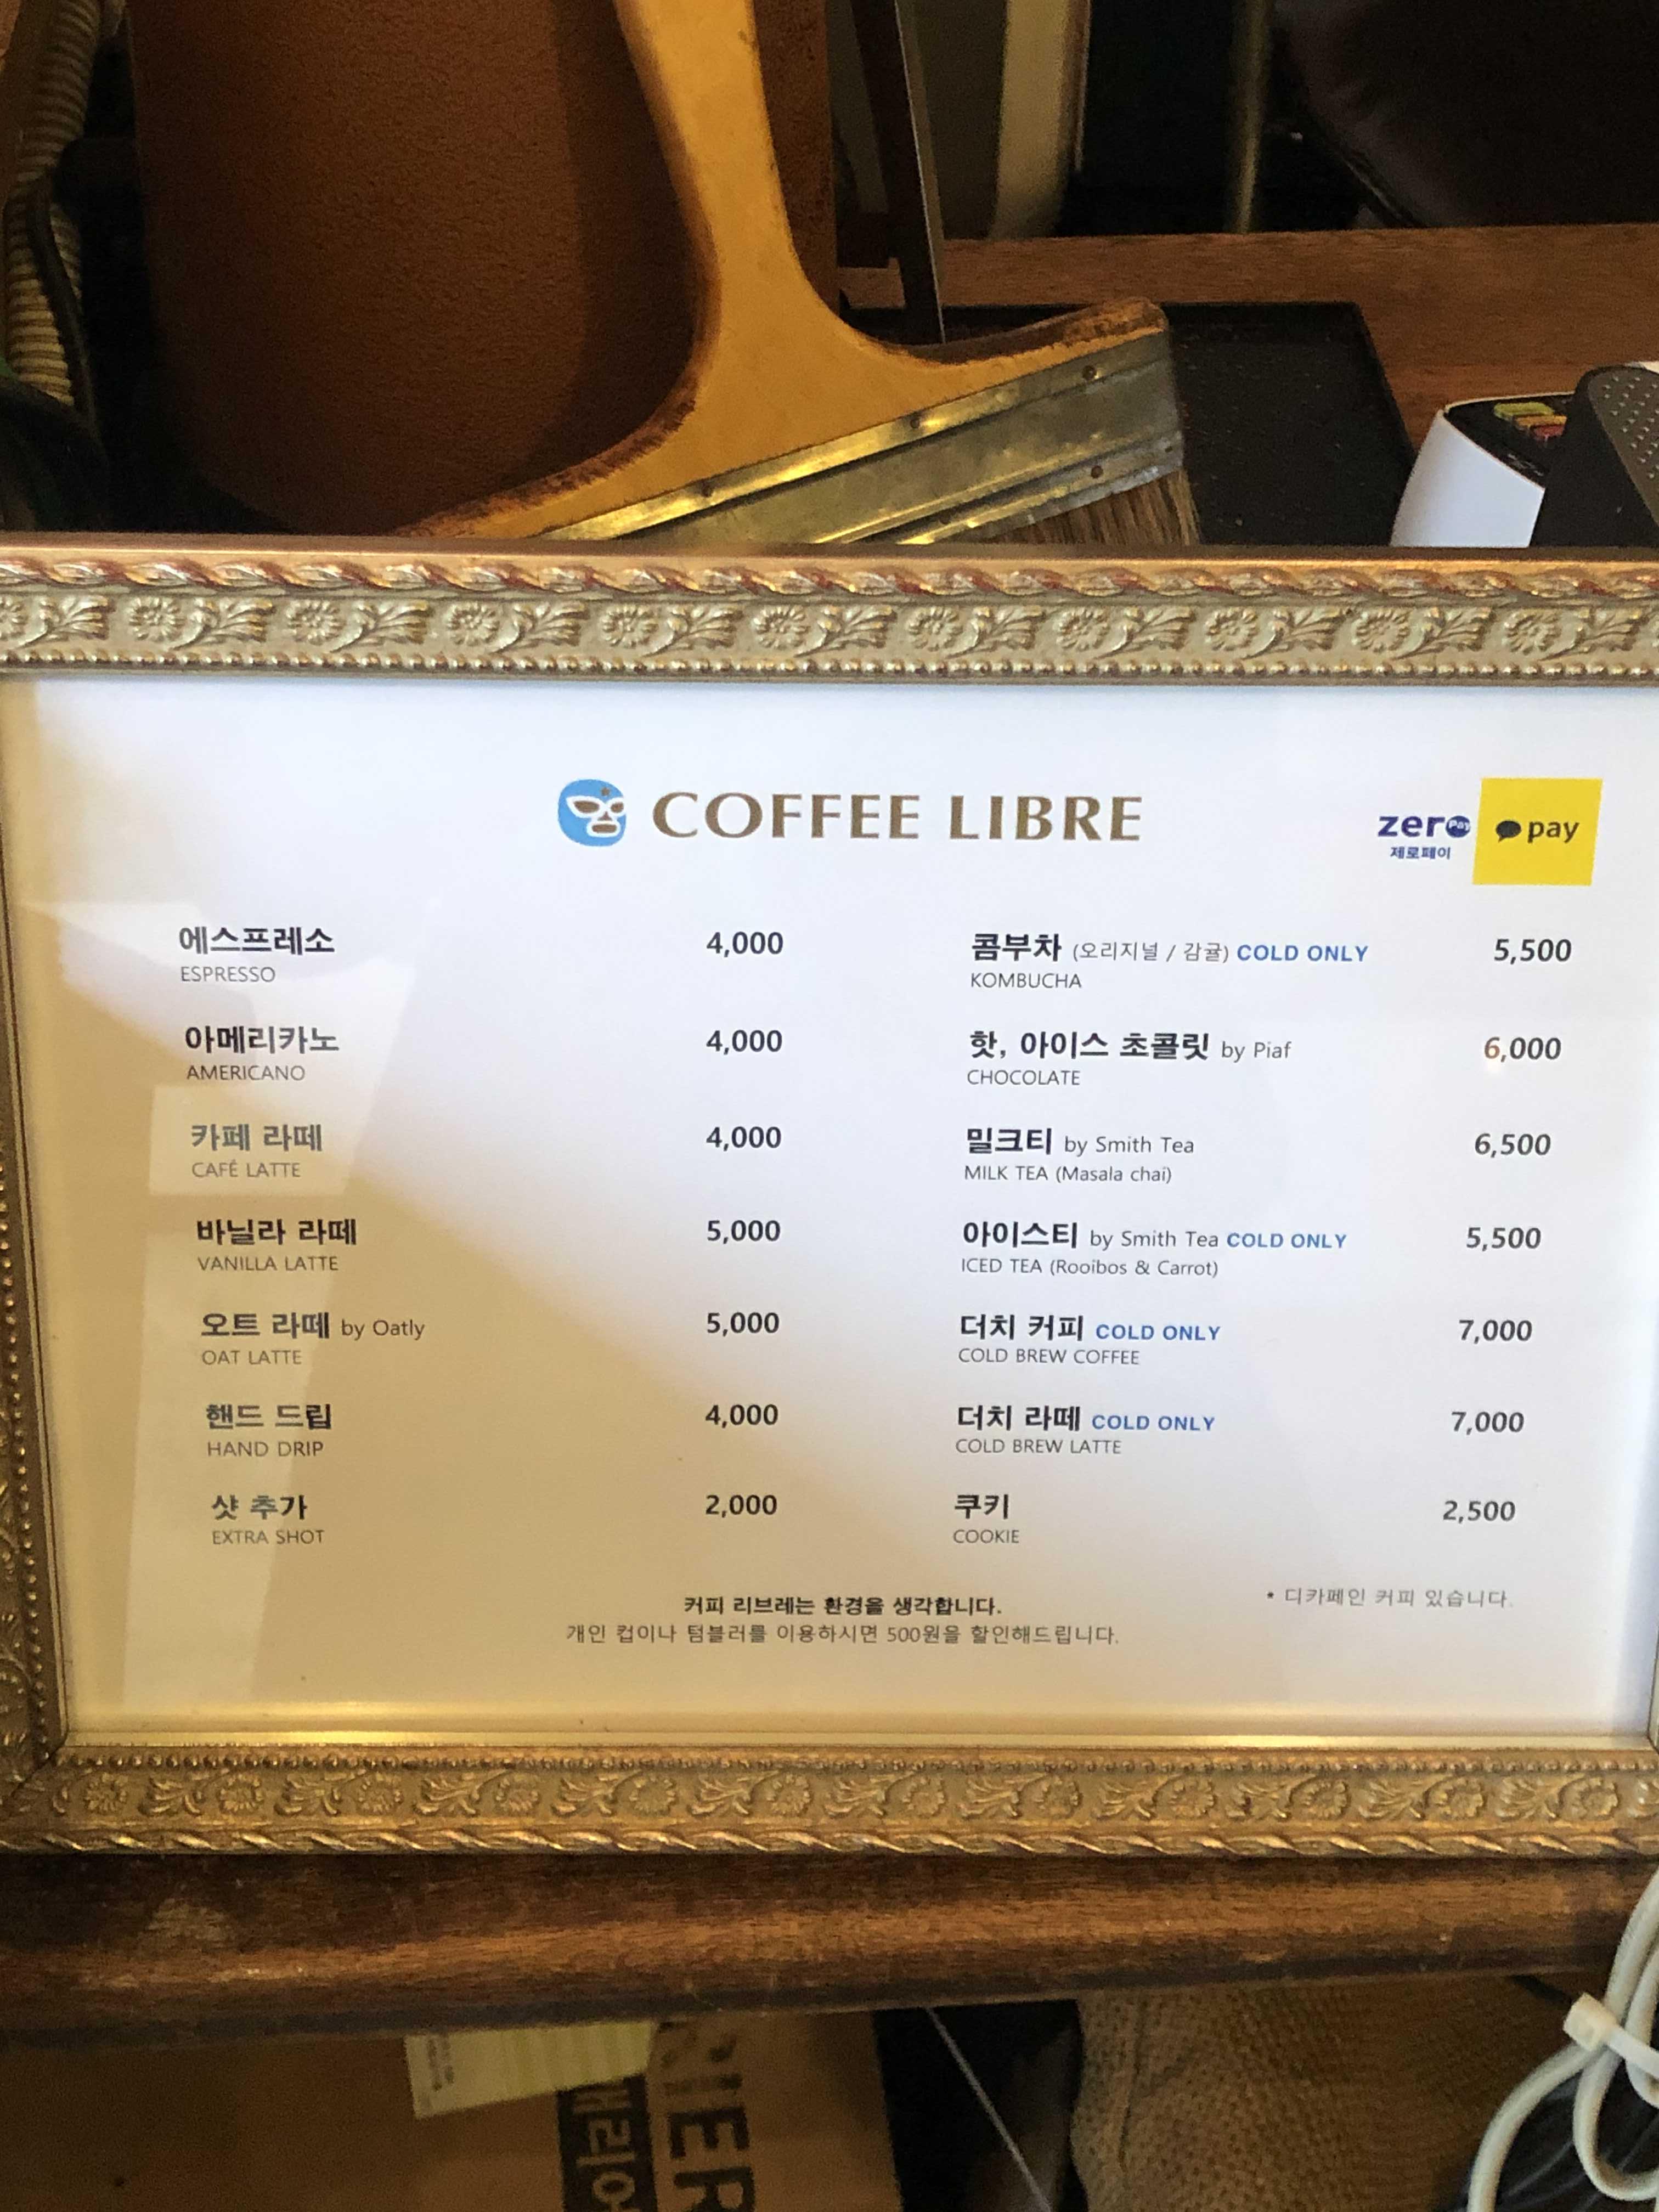 COFFEE LIBRE
zero Pay
제로페이
pay
에스프레소 4,000
ESPRESSO
아메리카노 4,000
AMERICANO
카페 라떼 4,000
CAFÉ LATTE
바닐라 라떼 5,000
VANILLA LATTE
오트 라떼 by Oatly 5,000
OAT LATTE
핸드 드립 4,000
HAND DRIP
샷 추가 2,000
EXTRA SHOT
콤부차 (오리지널 / 감귤) COLD ONLY 5,500
KOMBUCHA
핫, 아이스 초콜릿 by Piaf 6,000
CHOCOLATE
밀크티 by Smith Tea 6,500
MILK TEA (Masala chai)
아이스티 by Smith Tea COLD ONLY 5,500
ICED TEA (Rooibos & Carrot)
더치 커피 COLD ONLY 7,000
COLD BREW COFFEE
더치 라떼 COLD ONLY 7,000
COLD BREW LATTE
쿠키 2,500
COOKIE
* 디카페인 커피 있습니다.
커피 리브레는 환경을 생각합니다.
개인 컵이나 텀블러를 이용하시면 500원을 할인해드립니다.